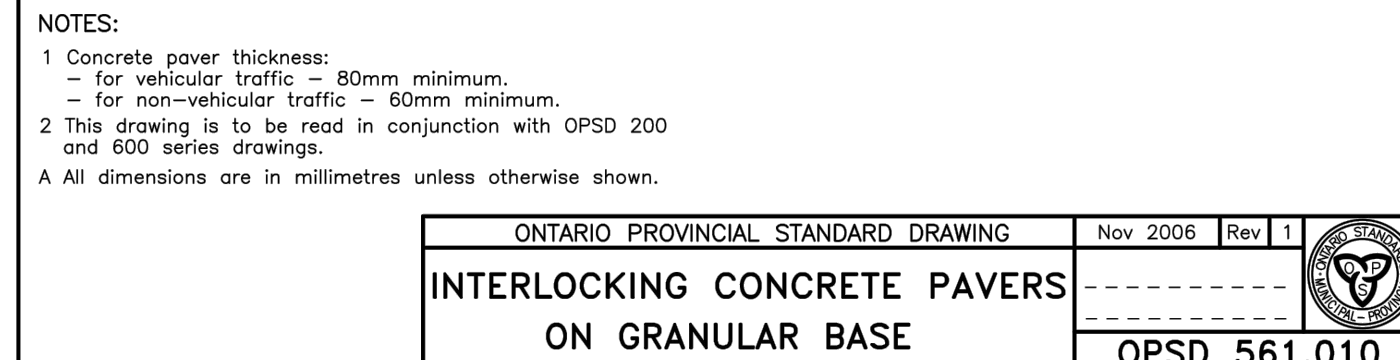 NOTES:
1 Concrete paver thickness:
– for vehicular traffic – 80mm minimum.
– for non–vehicular traffic – 60mm minimum.
2 This drawing is to be read in conjunction with OPSD 200
and 600 series drawings.
A All dimensions are in millimetres unless otherwise shown.
ONTARIO PROVINCIAL STANDARD DRAWING
Nov 2006
Rev
1
INTERLOCKING CONCRETE PAVERS
ON GRANULAR BASE
OPSD 561.010
O P
S